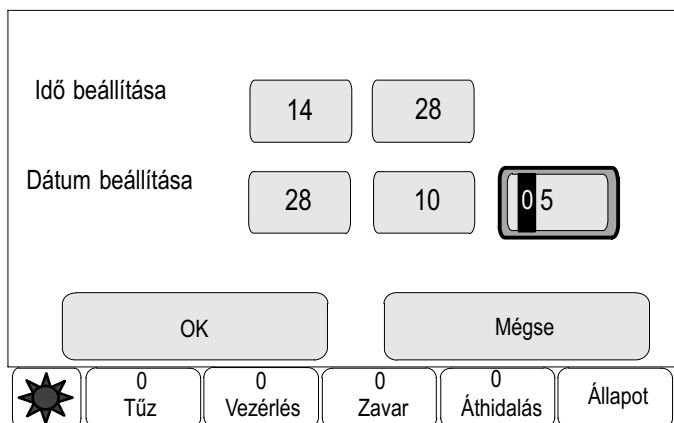 Idő beállítása 14 28
Dátum beállítása 28 10 05
OK Mégse
0 0 0 0
Tűz Vezérlés Zavar Áthidalás Állapot